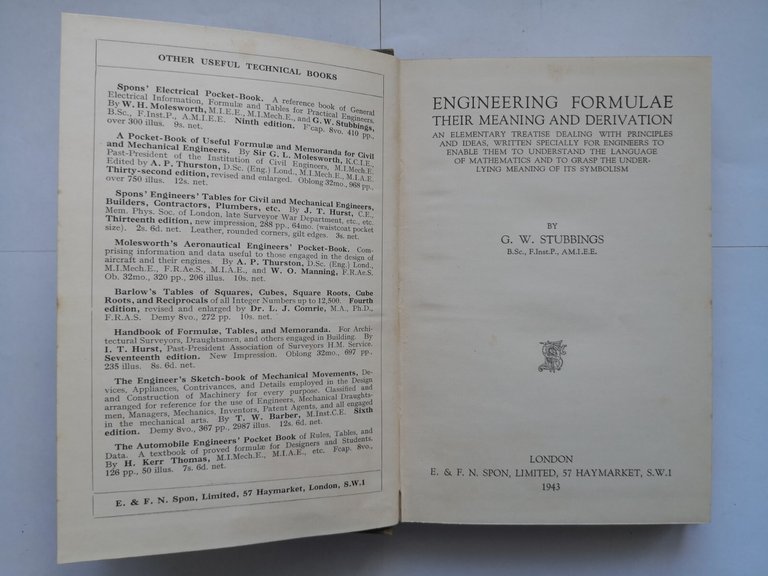 OTHER USEFUL TECHNICAL BOOKS
Spons' Electrical Pocket-Book. A reference book of General
Electrical Information, Formulæ and Tables for Practical Engineers.
By W. H. Molesworth, M.I.E.E., M.I.Mech.E., and G. W. Stubbings,
B.Sc., F.Inst.P., A.M.I.E.E. Ninth edition. F'cap. 8vo. 410 pp.,
over 300 illus. 9s. net.
A Pocket-Book of Useful Formulæ and Memoranda for Civil
and Mechanical Engineers. By Sir G. L. Molesworth, K.C.I.E.,
Past-President of the Institution of Civil Engineers, M.I.Mech.E.
Edited by A. P. Thurston, D.Sc. (Eng.) Lond., M.I.Mech.E., M.I.A.E.
Thirty-second edition, revised and enlarged. Oblong 32mo., 968 pp.,
over 750 illus. 12s. net.
Spons' Engineers' Tables for Civil and Mechanical Engineers,
Builders, Contractors, Plumbers, etc. By J. T. Hurst, C.E.,
Mem. Phys. Soc. of London, late Surveyor War Department, etc., etc.
Thirteenth edition, new impression, 288 pp., 64mo. (waistcoat pocket
size). 2s. 6d. net. Leather, rounded corners, gilt edges. 3s. net.
Molesworth's Aeronautical Engineers' Pocket-Book. Com-
prising information and data useful to those engaged in the design of
aircraft and their engines. By A. P. Thurston, D.Sc. (Eng.) Lond.,
M.I.Mech.E., F.R.Ae.S., M.I.A.E., and W. O. Manning, F.R.Ae.S.
Ob. 32mo., 320 pp., 206 illus. 10s. net.
Barlow's Tables of Squares, Cubes, Square Roots, Cube
Roots, and Reciprocals of all Integer Numbers up to 12,500. Fourth
edition, revised and enlarged by Dr. L. J. Comrie, M.A., Ph.D.,
F.R.A.S. Demy 8vo., 272 pp. 10s. net.
Handbook of Formulæ, Tables, and Memoranda. For Archi-
tectural Surveyors, Draughtsmen, and others engaged in Building. By
I. T. Hurst, Past-President Association of Surveyors H.M. Service.
Seventeenth edition. New Impression. Oblong 32mo., 697 pp.,
235 illus. 8s. 6d. net.
The Engineer's Sketch-book of Mechanical Movements, De-
vices, Appliances, Contrivances, and Details employed in the Design
and Construction of Machinery for every purpose. Classified and
arranged for reference for the use of Engineers, Mechanical Draughts-
men, Managers, Mechanics, Inventors, Patent Agents, and all engaged
in the mechanical arts. By T. W. Barber, M.Inst.C.E. Sixth
edition. Demy 8vo., 367 pp., 2987 illus. 12s. 6d. net.
The Automobile Engineers' Pocket Book of Rules, Tables, and
Data. A textbook of proved formulæ for Designers and Students.
By H. Kerr Thomas, M.I.Mech.E., M.I.A.E., etc. Fcap. 8vo.,
126 pp., 50 illus. 7s. 6d. net.
E. & F. N. Spon, Limited, 57 Haymarket, London, S.W.1
ENGINEERING FORMULAE
THEIR MEANING AND DERIVATION
AN ELEMENTARY TREATISE DEALING WITH PRINCIPLES
AND IDEAS, WRITTEN SPECIALLY FOR ENGINEERS TO
ENABLE THEM TO UNDERSTAND THE LANGUAGE
OF MATHEMATICS AND TO GRASP THE UNDER-
LYING MEANING OF ITS SYMBOLISM
BY
G. W. STUBBINGS
B.Sc., F.Inst.P., A.M.I.E.E.
LONDON
E. & F. N. SPON, LIMITED, 57 HAYMARKET, S.W.1
1943